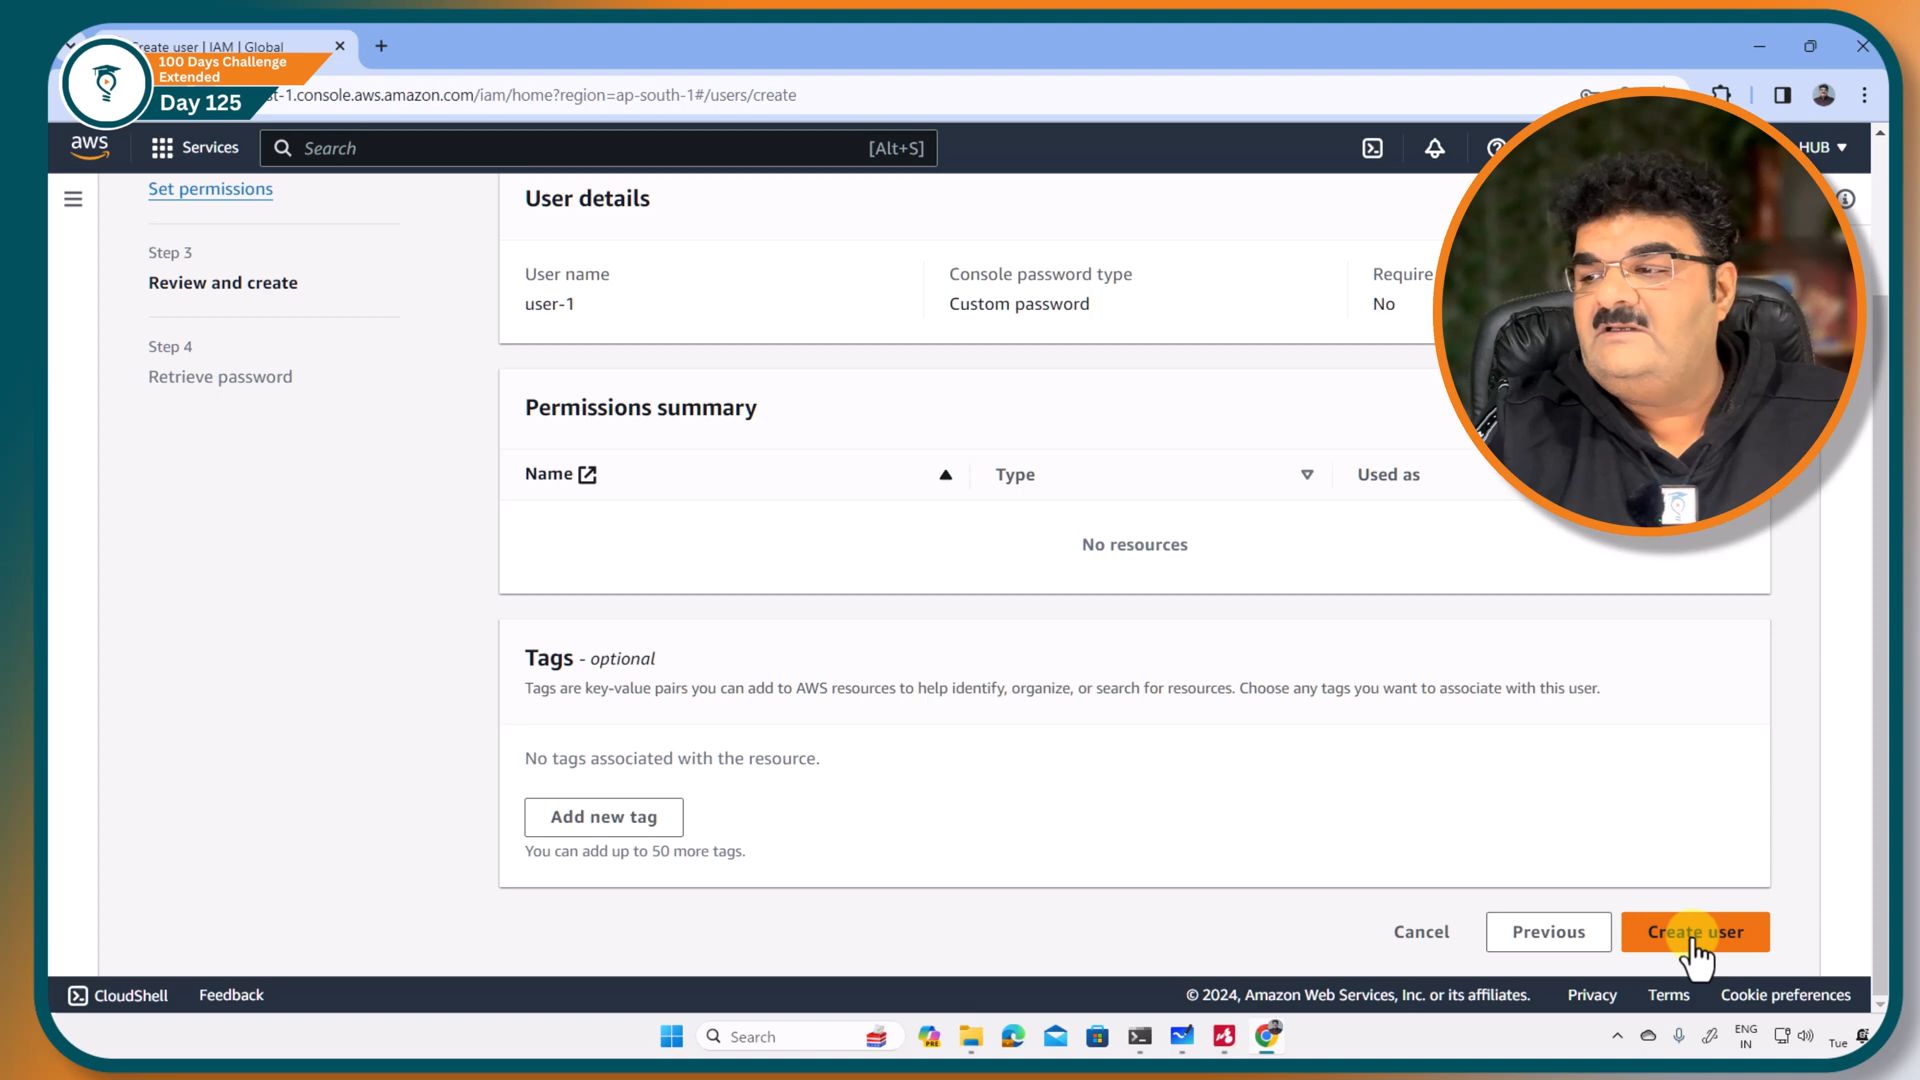 Create user | IAM | Global
100 Days Challenge
Extended
Day 125
st-1.console.aws.amazon.com/iam/home?region=ap-south-1#/users/create
aws
Services
Search
[Alt+S]
HUB
Set permissions
Step 3
Review and create
Step 4
Retrieve password
User details
User name
user-1
Console password type
Custom password
Require
No
Permissions summary
Name
Type
Used as
No resources
Tags - optional
Tags are key-value pairs you can add to AWS resources to help identify, organize, or search for resources. Choose any tags you want to associate with this user.
No tags associated with the resource.
Add new tag
You can add up to 50 more tags.
Cancel
Previous
Create user
CloudShell
Feedback
© 2024, Amazon Web Services, Inc. or its affiliates.
Privacy
Terms
Cookie preferences
Search
PRE
ENG
IN
Tue